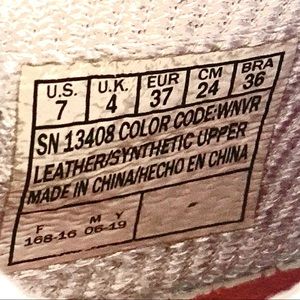 U.S. U.K. EUR CM BRA
7 4 37 24 36
SN 13408 COLOR CODE:WNVR
LEATHER/SYNTHETIC UPPER
MADE IN CHINA/HECHO EN CHINA
F M Y
168-16 06-19 -